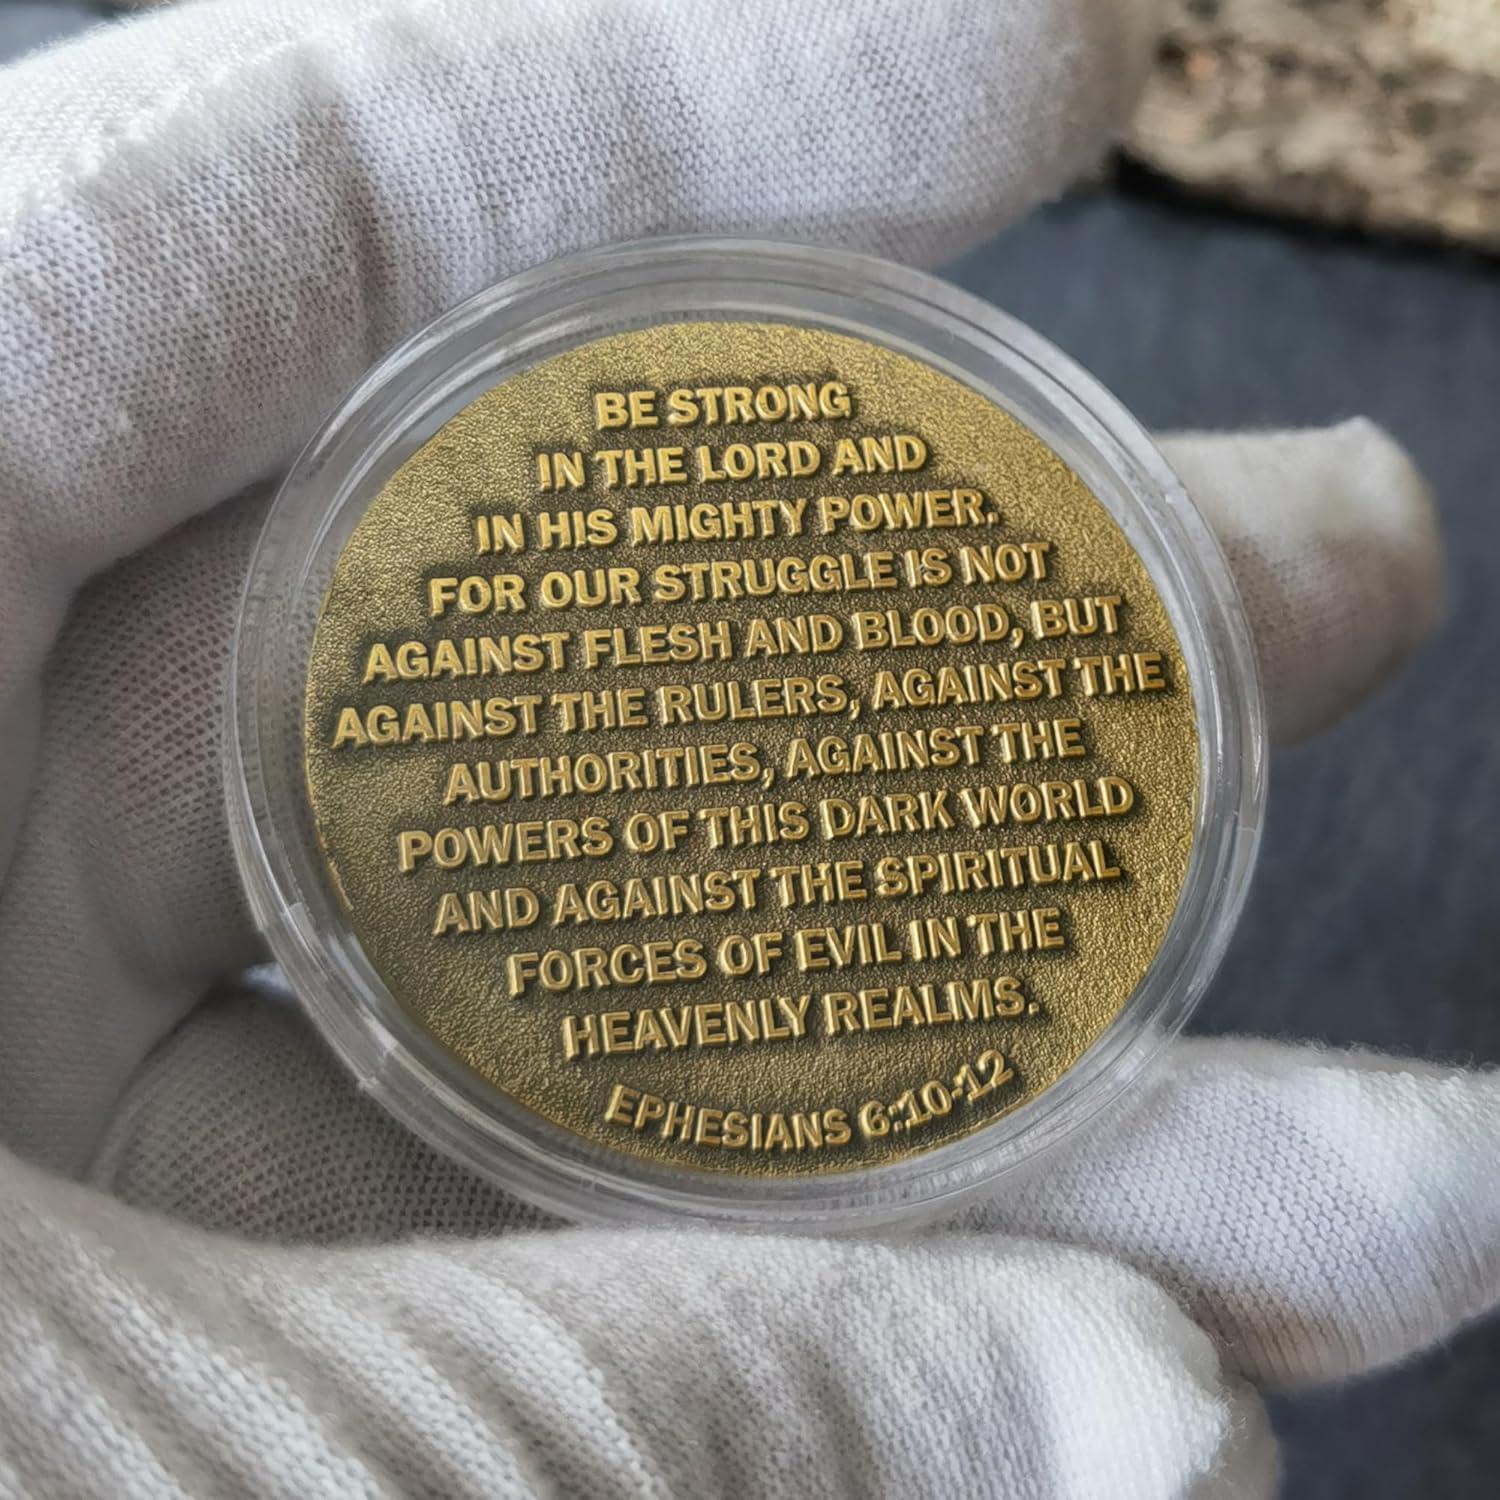 BE STRONG
IN THE LORD AND
IN HIS MIGHTY POWER.
FOR OUR STRUGGLE IS NOT
AGAINST FLESH AND BLOOD, BUT
AGAINST THE RULERS, AGAINST THE
AUTHORITIES, AGAINST THE
POWERS OF THIS DARK WORLD
AND AGAINST THE SPIRITUAL
FORCES OF EVIL IN THE
HEAVENLY REALMS.
EPHESIANS 6:10-12